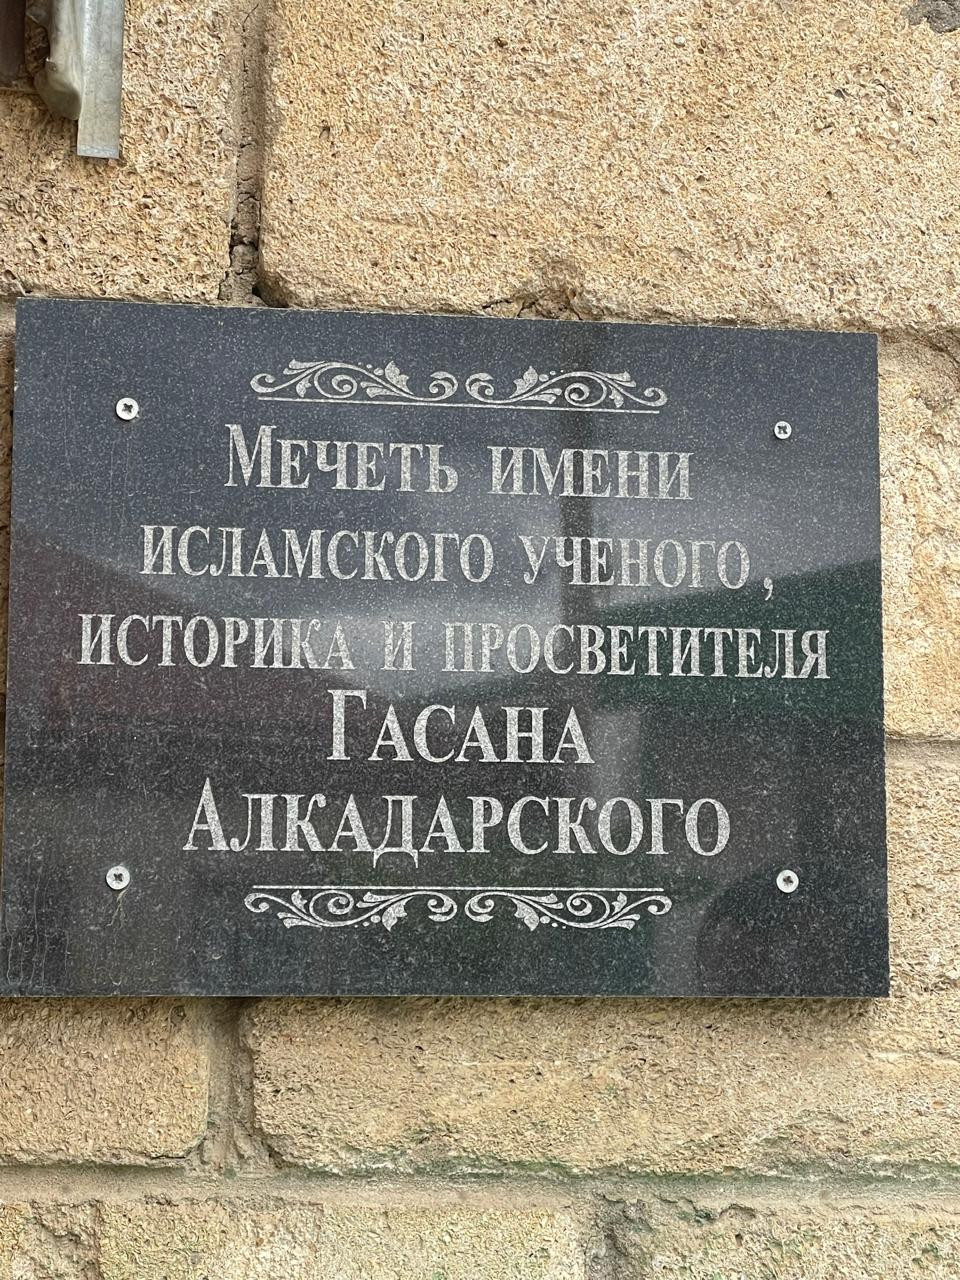 Мечеть имени
исламского ученого,
историка и просветителя
Гасана
Алкадарского